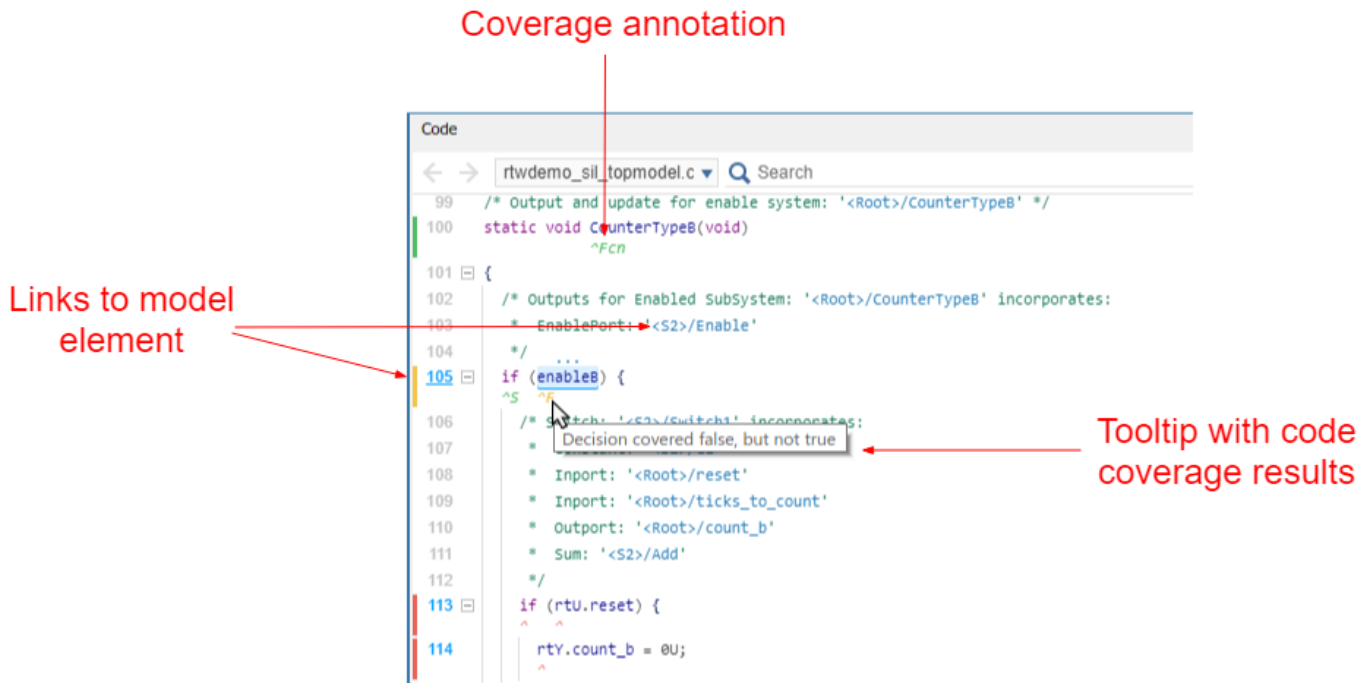 Coverage annotation
Code
rtwdemo_sil_topmodel.c Search
99 /* Output and update for enable system: '<Root>/CounterTypeB' */
100 static void CounterTypeB(void)
^Fcn
101 {
Links to model
element
102 /* Outputs for Enabled SubSystem: '<Root>/CounterTypeB' incorporates:
103 * EnablePort: '<S2>/Enable'
104 */
...
105 if (enableB) {
^S ^F
106 /* Switch: '<S2>/Switch1' incorporates:
Decision covered false, but not true
107 *
108 * Inport: '<Root>/reset'
109 * Inport: '<Root>/ticks_to_count'
110 * Outport: '<Root>/count_b'
111 * Sum: '<S2>/Add'
112 */
Tooltip with code
coverage results
113 if (rtU.reset) {
^ ^
114 rtY.count_b = 0U;
^